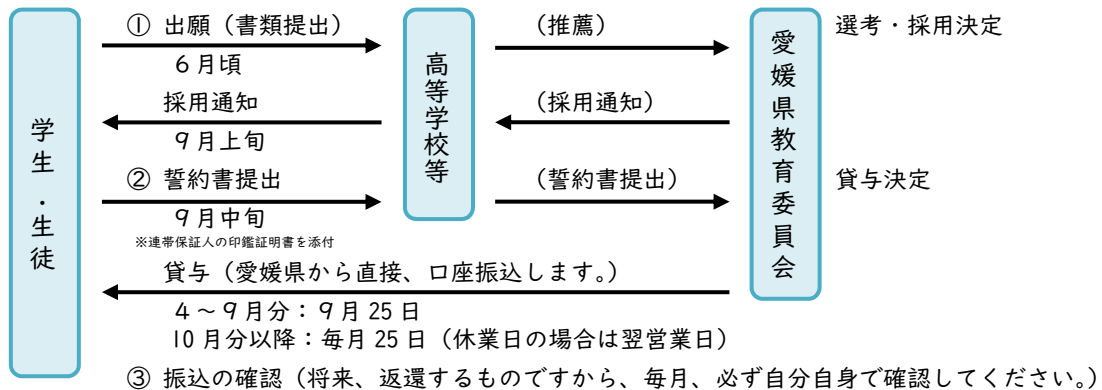 学生・生徒
高等学校等
愛媛県教育委員会
① 出願（書類提出）
６月頃
（推薦）
選考・採用決定
採用通知
９月上旬
（採用通知）
② 誓約書提出
９月中旬
※連帯保証人の印鑑証明書を添付
（誓約書提出）
貸与決定
貸与（愛媛県から直接、口座振込します。）
４～９月分：９月25日
10月分以降：毎月25日（休業日の場合は翌営業日）
③ 振込の確認（将来、返還するものですから、毎月、必ず自分自身で確認してください。）